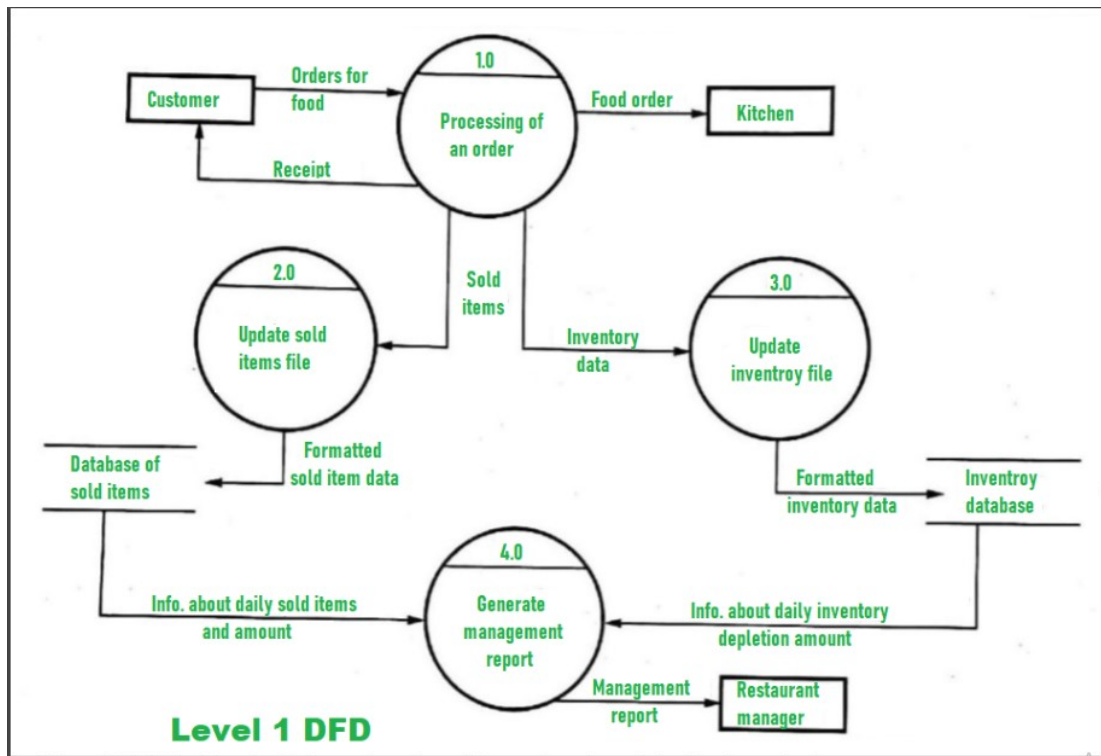 1.0
Orders for
food
Customer
Processing of
an order
Food order
Kitchen
Receipt
Sold
items
2.0
Update sold
items file
3.0
Update
inventroy file
Inventory
data
Formatted
sold item data
Database of
sold items
Formatted
inventory data
Inventroy
database
4.0
Generate
management
report
Info. about daily sold items
and amount
Info. about daily inventory
depletion amount
Management
report
Restaurant
manager
Level 1 DFD